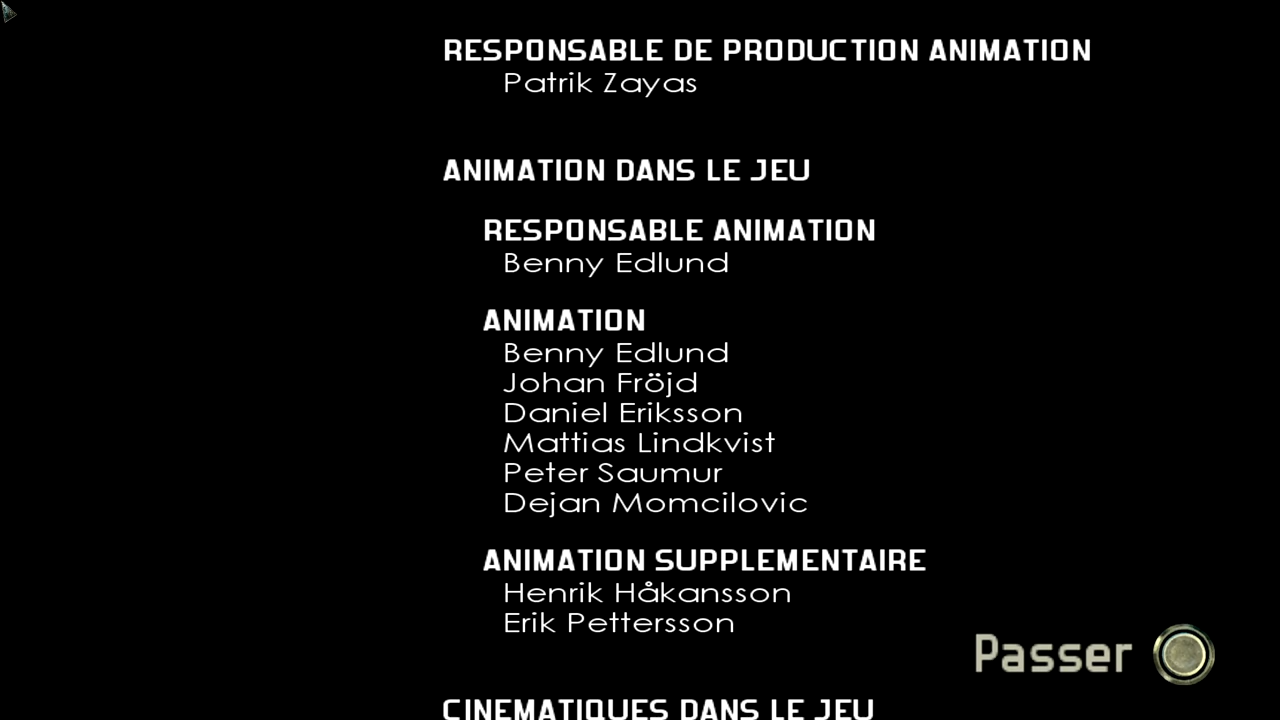 RESPONSABLE DE PRODUCTION ANIMATION
Patrik Zayas
ANIMATION DANS LE JEU
RESPONSABLE ANIMATION
Benny Edlund
ANIMATION
Benny Edlund
Johan Fröjd
Daniel Eriksson
Mattias Lindkvist
Peter Saumur
Dejan Momcilovic
ANIMATION SUPPLEMENTAIRE
Henrik Håkansson
Erik Pettersson
Passer
CINEMATIQUES DANS LE JEU